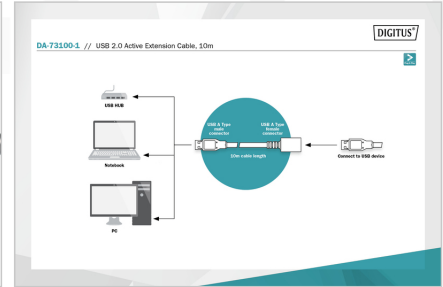 DIGITUS®
DA-73100-1 // USB 2.0 Active Extension Cable, 10m
USB HUB
USB A Type
male
connector
USB A Type
female
connector
Notebook
10m cable length
Connect to USB device
PC